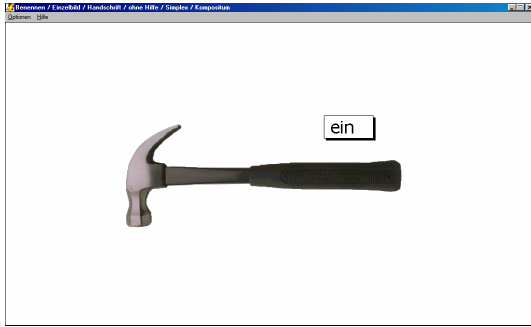 Benennen / Einzelbild / Handschrift / ohne Hilfe / Simplex / Kompositum
Optionen Hilfe
ein